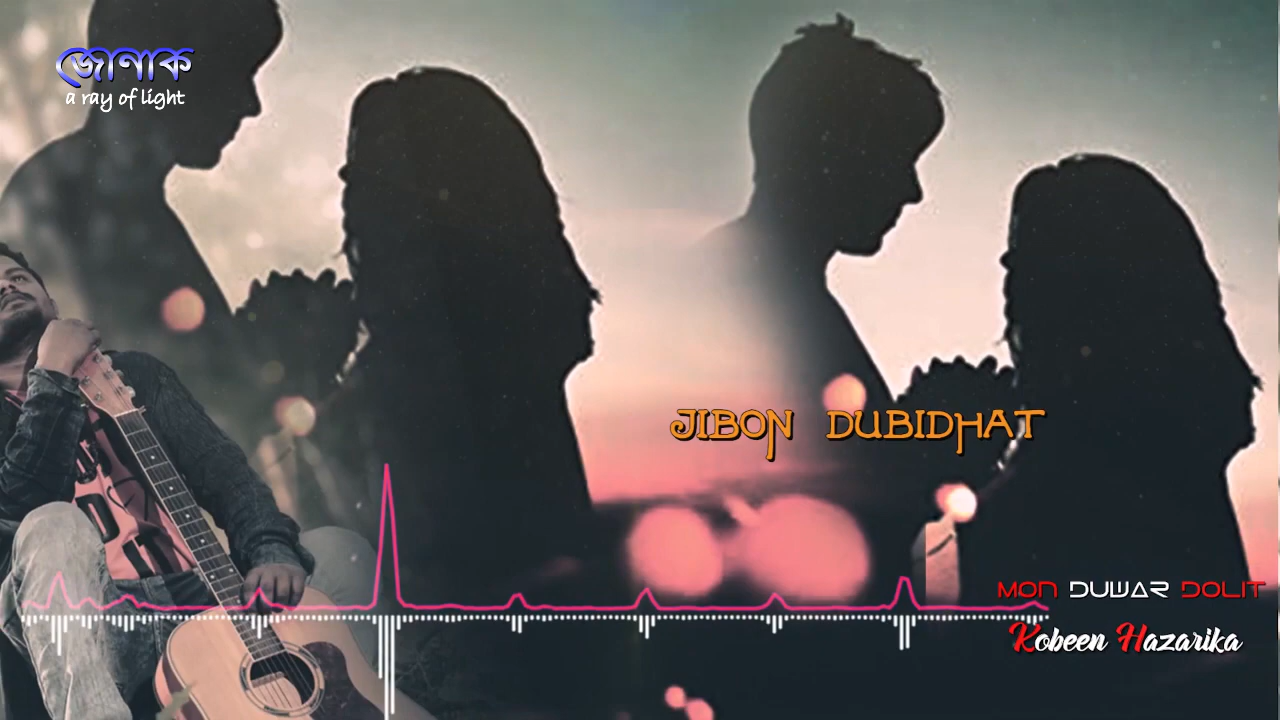 জোনাক
a ray of light
JIBON DUBIDHAT
MON DUWAR DOLIT
Kobeen Hazarika